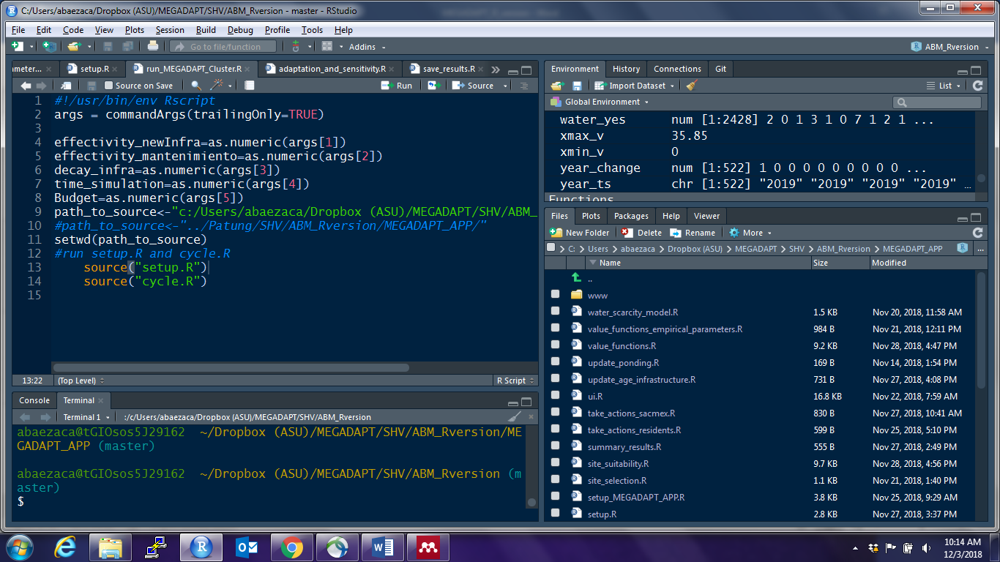 C:/Users/abaezaca/Dropbox (ASU)/MEGADAPT/SHV/ABM_Rversion - master - RStudio
File Edit Code View Plots Session Build Debug Profile Tools Help
Go to file/function Addins ABM_Rversion
ameter... setup.R run_MEGADAPT_Cluster.R adaptation_and_sensitivity.R save_results.R
Source on Save Run Source
1 #!/usr/bin/env Rscript
2 args = commandArgs(trailingOnly=TRUE)
3
4 effectivity_newInfra=as.numeric(args[1])
5 effectivity_mantenimiento=as.numeric(args[2])
6 decay_infra=as.numeric(args[3])
7 time_simulation=as.numeric(args[4])
8 Budget=as.numeric(args[5])
9 path_to_source<-"c:/Users/abaezaca/Dropbox (ASU)/MEGADAPT/SHV/ABM_
10 #path_to_source<-"../Patung/SHV/ABM_Rversion/MEGADAPT_APP/"
11 setwd(path_to_source)
12 #run setup.R and cycle.R
13 source("setup.R")
14 source("cycle.R")
15
13:22 (Top Level) R Script
Console Terminal
Terminal 1 :/c/Users/abaezaca/Dropbox (ASU)/MEGADAPT/SHV/ABM_Rversion
abaezaca@tGIOsos5J29162 ~/Dropbox (ASU)/MEGADAPT/SHV/ABM_Rversion/ME
GADAPT_APP (master)
abaezaca@tGIOsos5J29162 ~/Dropbox (ASU)/MEGADAPT/SHV/ABM_Rversion (m
aster)
$
Environment History Connections Git
Import Dataset List
Global Environment
water_yes num [1:2428] 2 0 1 3 1 0 7 1 2 1 ...
xmax_v 35.85
xmin_v 0
year_change num [1:522] 1 0 0 0 0 0 0 0 0 0 ...
year_ts chr [1:522] "2019" "2019" "2019" "2019" ...
Functions
Files Plots Packages Help Viewer
New Folder Delete Rename More
C: Users abaezaca Dropbox (ASU) MEGADAPT SHV ABM_Rversion MEGADAPT_APP ...
Name Size Modified
..
www
water_scarcity_model.R 1.5 KB Nov 20, 2018, 11:58 AM
value_functions_empirical_parameters.R 984 B Nov 21, 2018, 12:11 PM
value_functions.R 9.2 KB Nov 28, 2018, 4:47 PM
update_ponding.R 169 B Nov 14, 2018, 1:54 PM
update_age_infrastructure.R 731 B Nov 27, 2018, 4:08 PM
ui.R 16.8 KB Nov 22, 2018, 7:59 AM
take_actions_sacmex.R 830 B Nov 27, 2018, 10:41 AM
take_actions_residents.R 599 B Nov 25, 2018, 5:10 PM
summary_results.R 555 B Nov 27, 2018, 2:49 PM
site_suitability.R 9.7 KB Nov 28, 2018, 4:56 PM
site_selection.R 1.1 KB Nov 21, 2018, 1:40 PM
setup_MEGADAPT_APP.R 3.8 KB Nov 25, 2018, 9:29 AM
setup.R 2.8 KB Nov 27, 2018, 3:37 PM
10:14 AM
12/3/2018